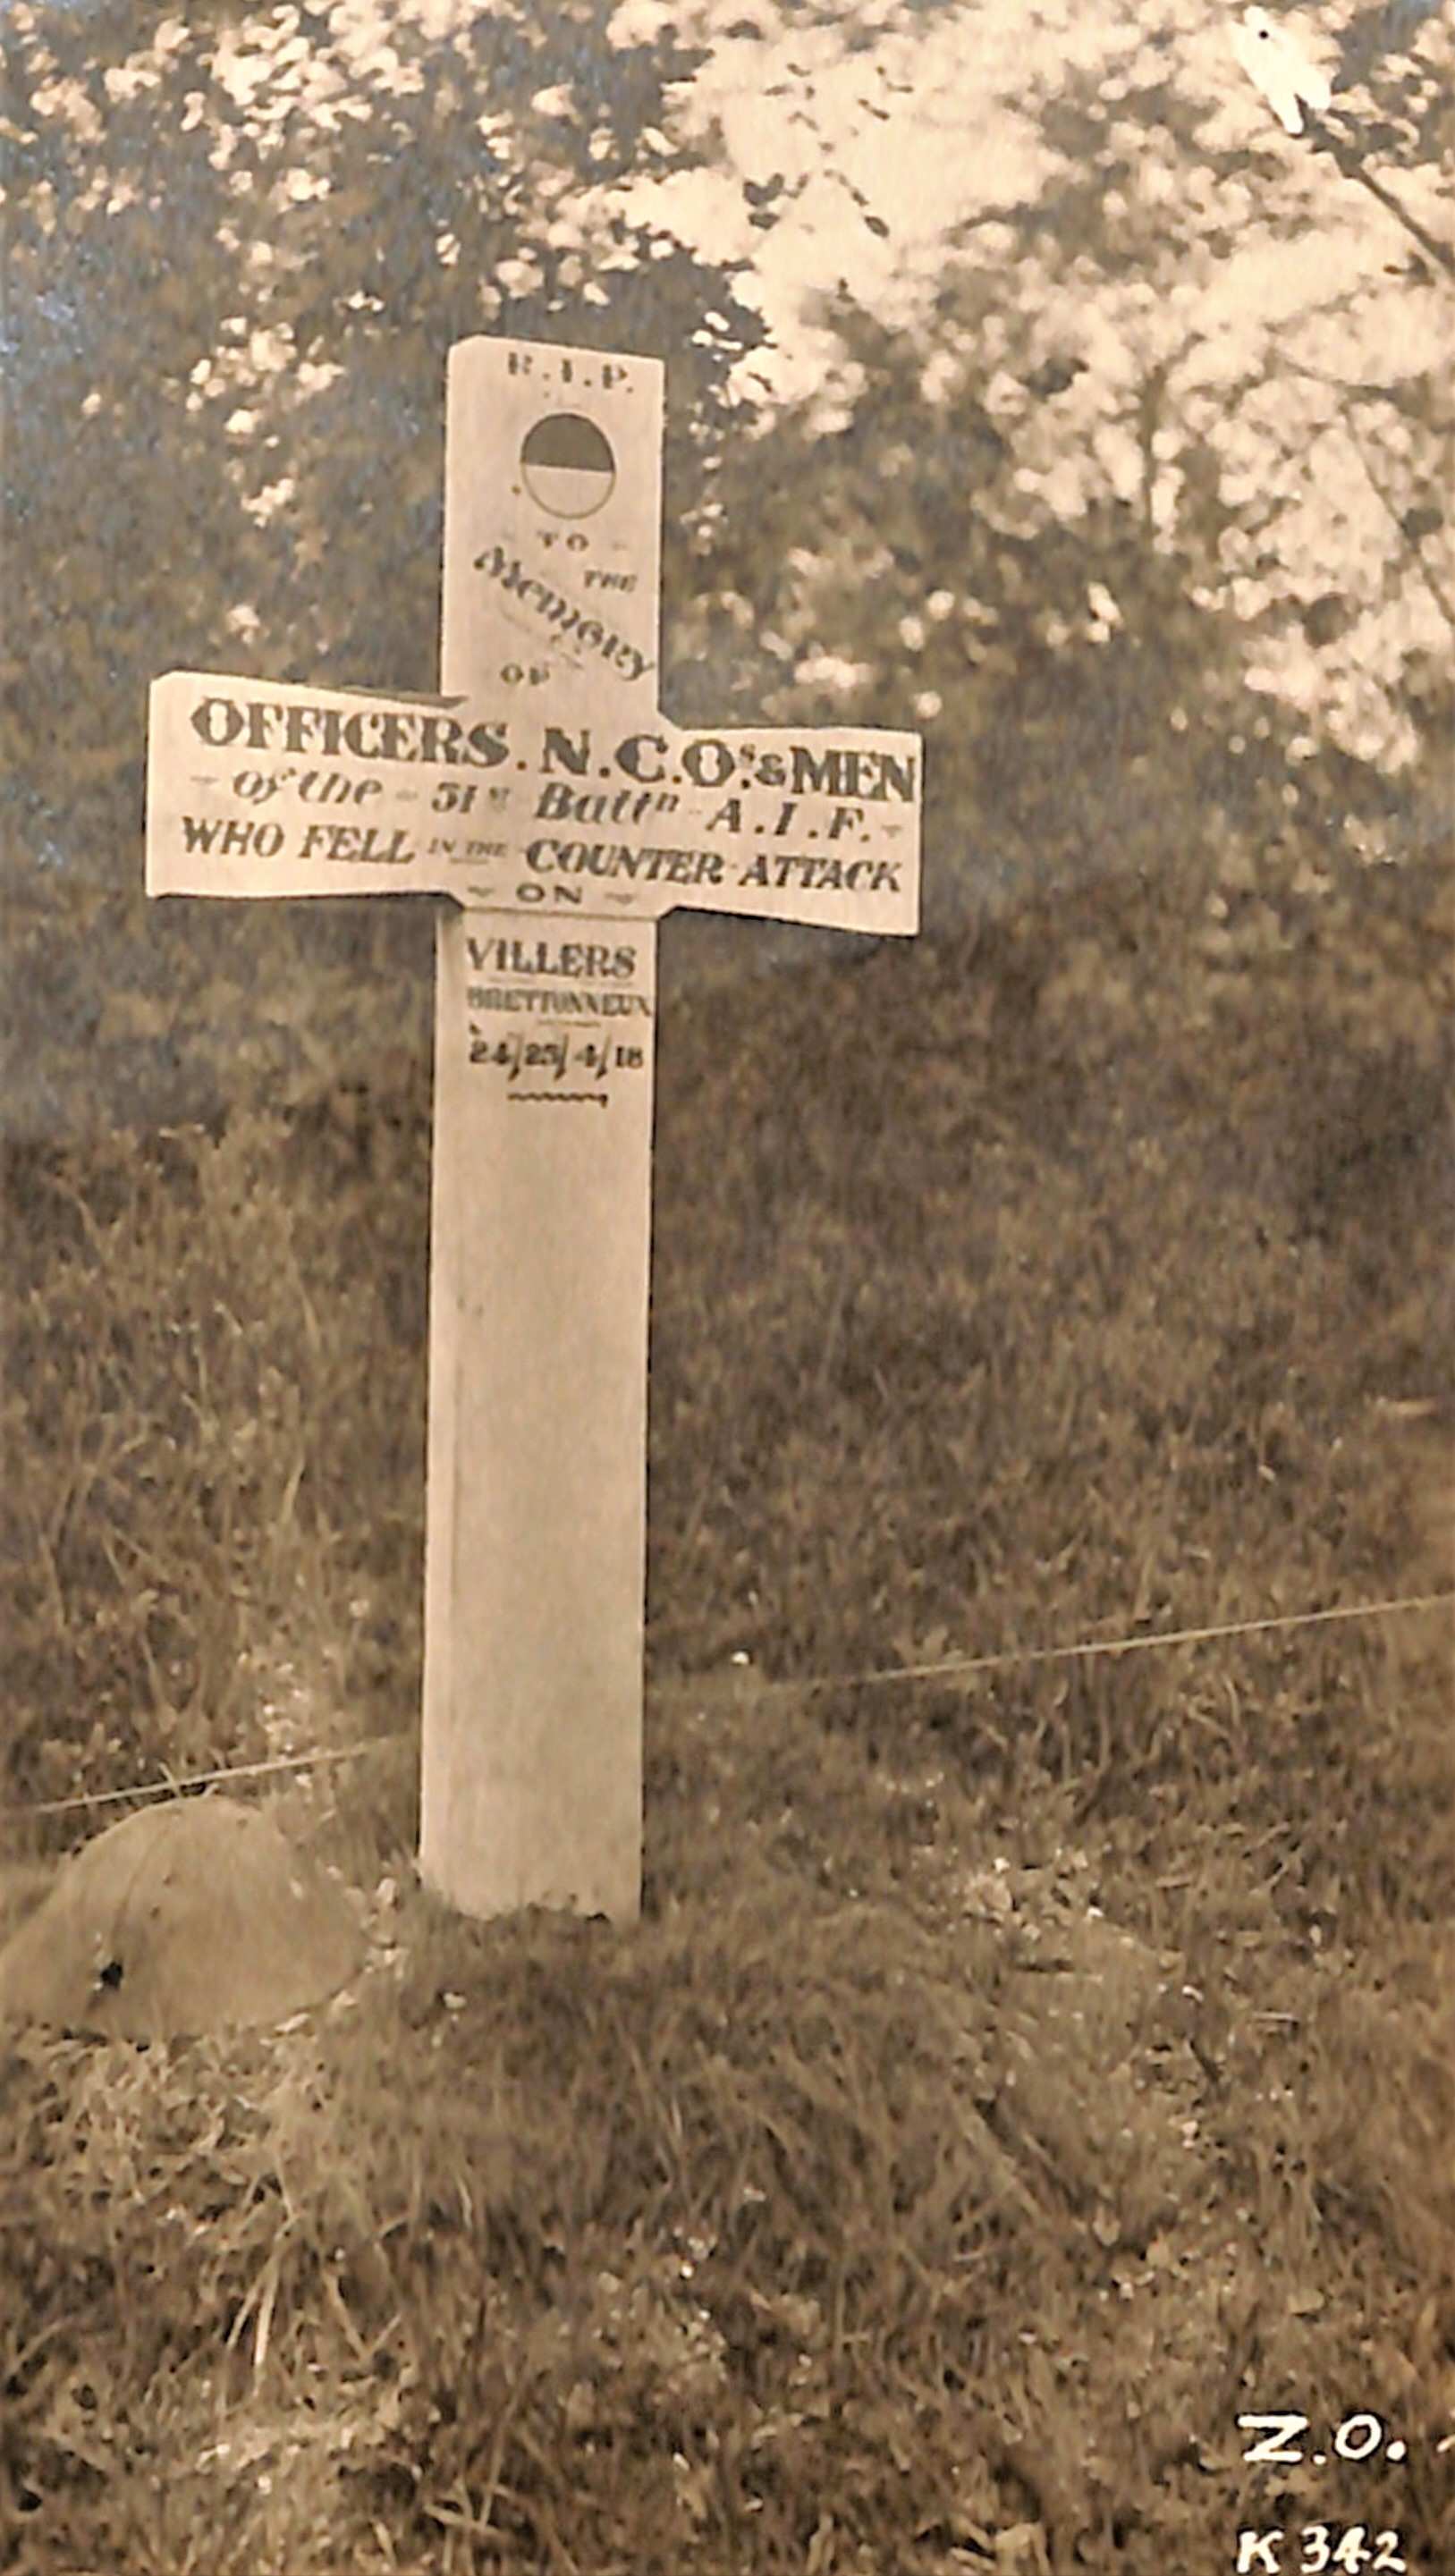 R.I.P.
TO
THE
Memory
OF
OFFICERS. N.C.Os. & MEN
of the 51st Battn A.I.F.
WHO FELL IN THE COUNTER-ATTACK
ON
VILLERS
BRETTONNEUX
24/25/4/18
Z.O.
K 342